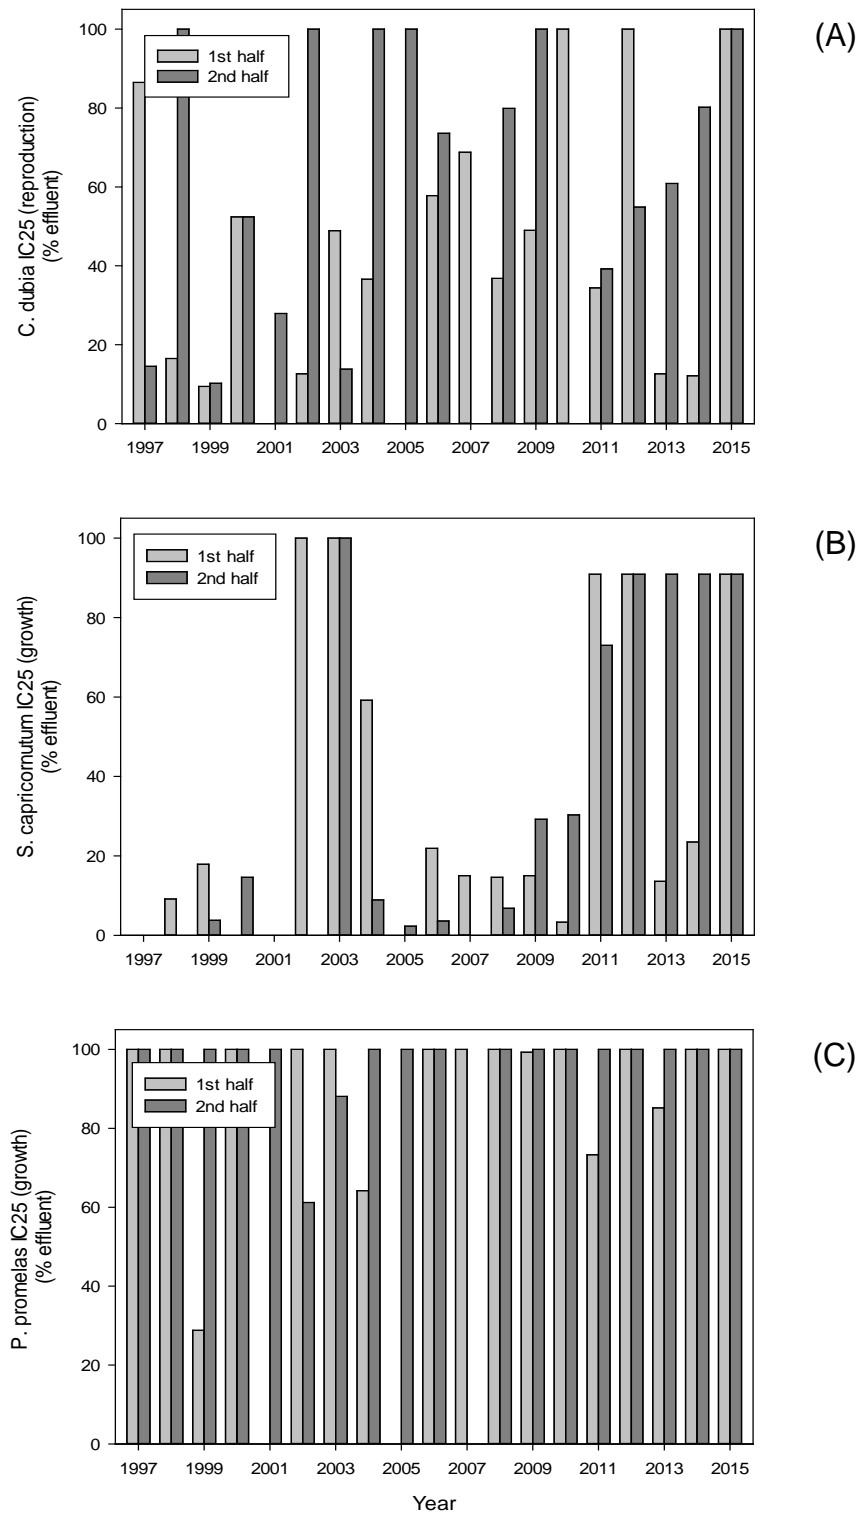 (A)
C. dubia IC25 (reproduction)
(% effluent)
100
80
60
40
20
0
1st half
2nd half
1997 1999 2001 2003 2005 2007 2009 2011 2013 2015
(B)
S. capricornutum IC25 (growth)
(% effluent)
100
80
60
40
20
0
1st half
2nd half
1997 1999 2001 2003 2005 2007 2009 2011 2013 2015
(C)
P. promelas IC25 (growth)
(% effluent)
100
80
60
40
20
0
1st half
2nd half
1997 1999 2001 2003 2005 2007 2009 2011 2013 2015
Year